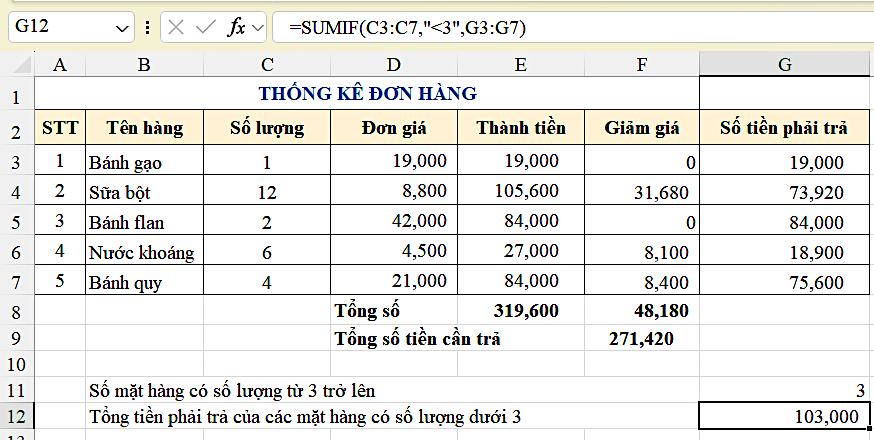 G12 fx =SUMIF(C3:C7,"<3",G3:G7)
A B C D E F G
1 THỐNG KÊ ĐƠN HÀNG
2 STT Tên hàng Số lượng Đơn giá Thành tiền Giảm giá Số tiền phải trả
3 1 Bánh gạo 1 19,000 19,000 0 19,000
4 2 Sữa bột 12 8,800 105,600 31,680 73,920
5 3 Bánh flan 2 42,000 84,000 0 84,000
6 4 Nước khoáng 6 4,500 27,000 8,100 18,900
7 5 Bánh quy 4 21,000 84,000 8,400 75,600
8 Tổng số 319,600 48,180
9 Tổng số tiền cần trả 271,420
10
11 Số mặt hàng có số lượng từ 3 trở lên 3
12 Tổng tiền phải trả của các mặt hàng có số lượng dưới 3 103,000